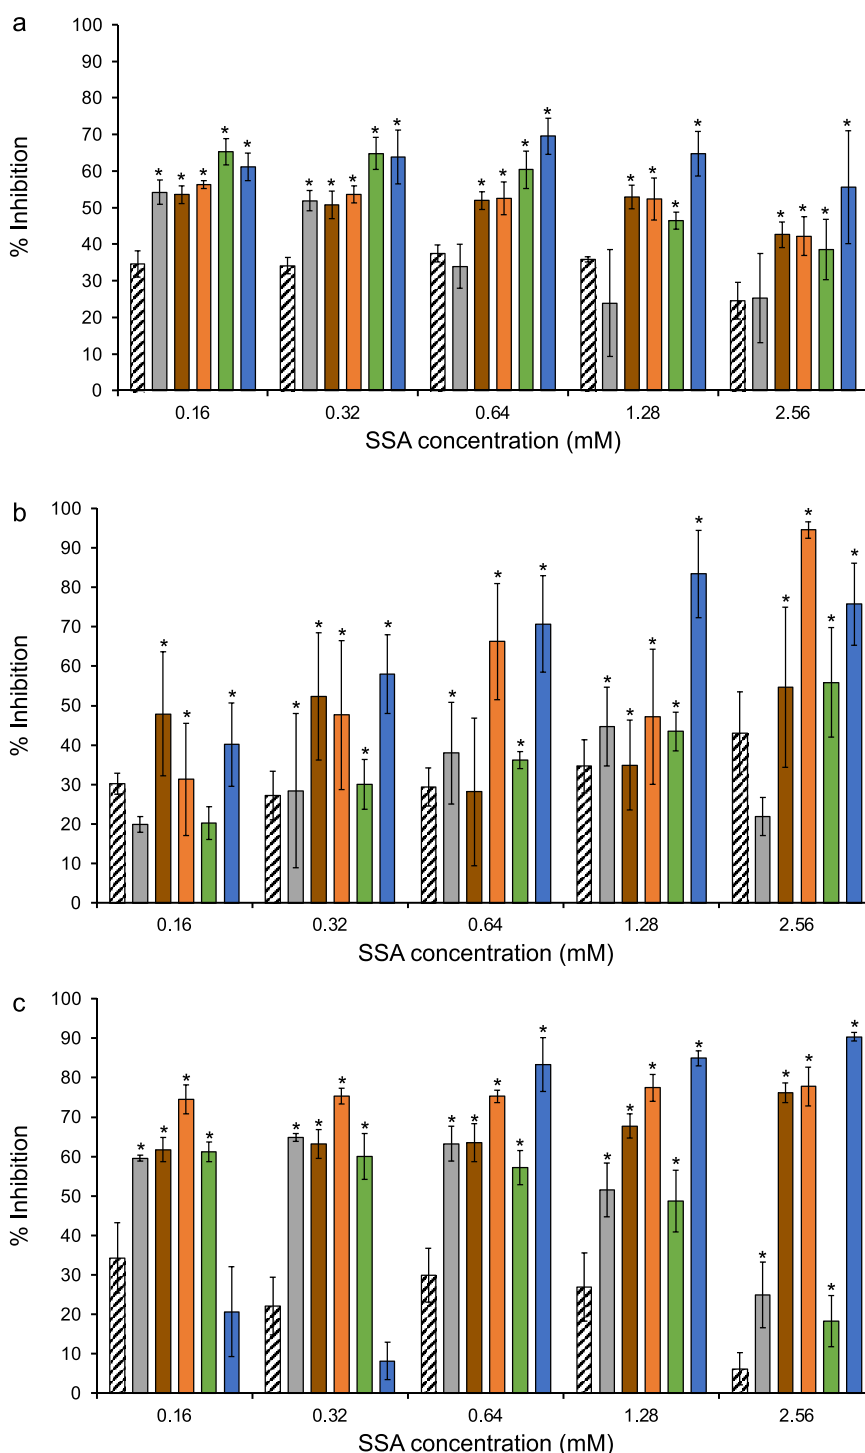 a
100
90
80
70
60
50
40
30
20
10
0
% Inhibition
* * * * *
* * * * *
* * * *
* * * *
* * * *
0.16 0.32 0.64 1.28 2.56
SSA concentration (mM)
b
100
90
80
70
60
50
40
30
20
10
0
% Inhibition
* * *
* * * * *
* * * *
* * * * *
* * * *
0.16 0.32 0.64 1.28 2.56
SSA concentration (mM)
c
100
90
80
70
60
50
40
30
20
10
0
% Inhibition
* * * *
* * * *
* * * * *
* * * * *
* * * *
0.16 0.32 0.64 1.28 2.56
SSA concentration (mM)